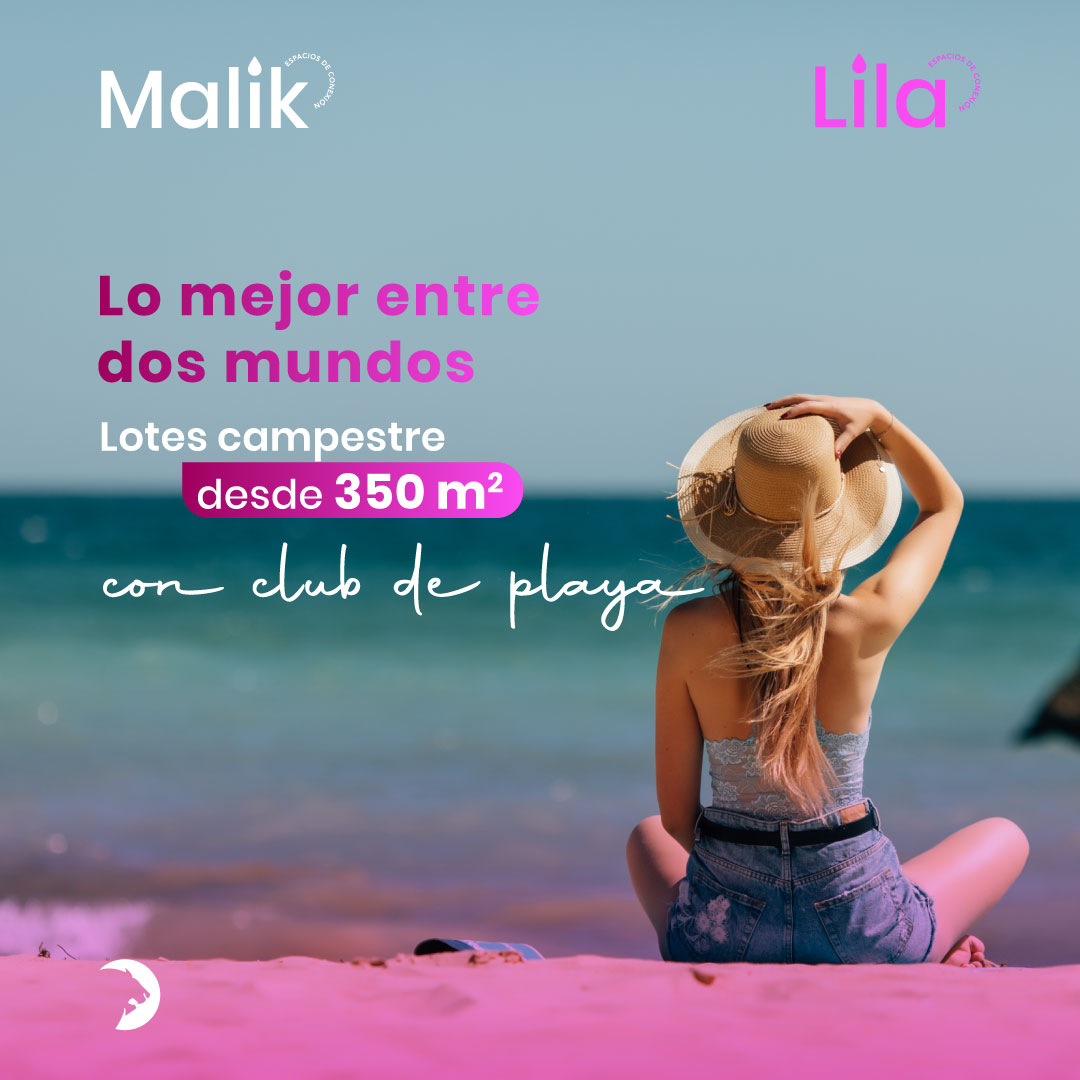 Malik
ESPACIOS DE CONEXIÓN
Lila
ESPACIOS DE CONEXIÓN
Lo mejor entre
dos mundos
Lotes campestre
desde 350 m²
con club de playa